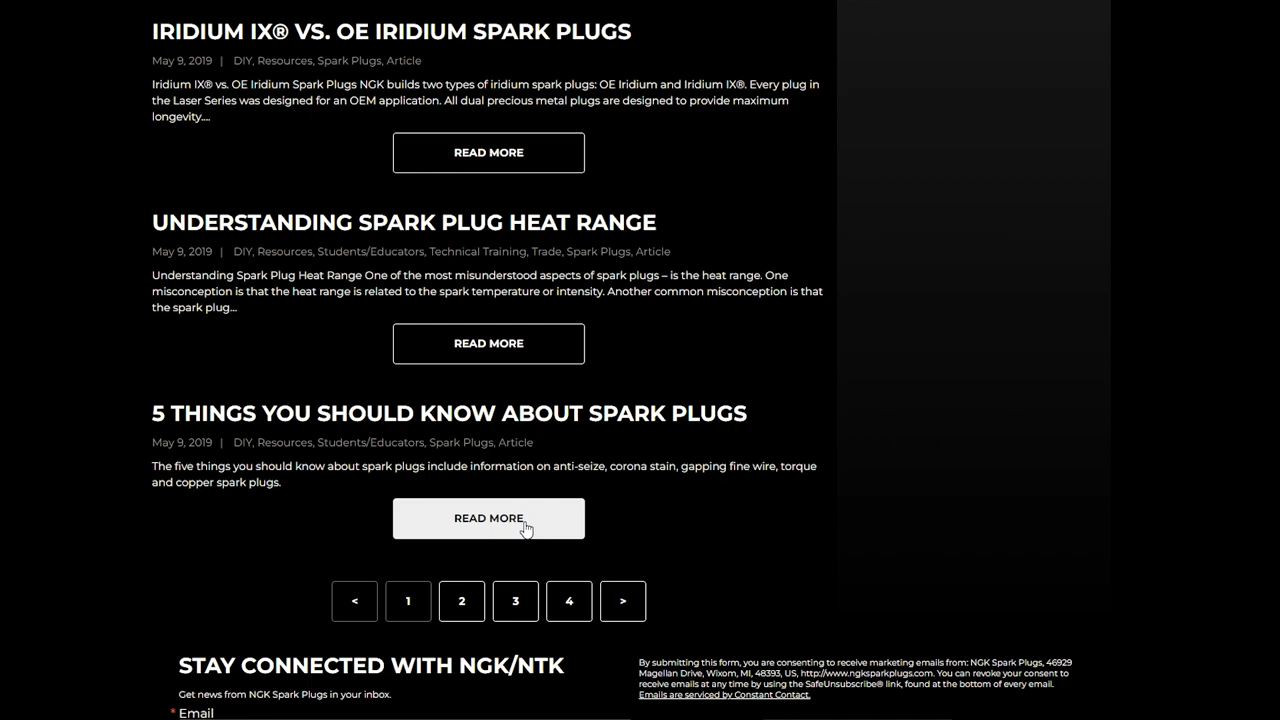 IRIDIUM IX® VS. OE IRIDIUM SPARK PLUGS
May 9, 2019 | DIY, Resources, Spark Plugs, Article
Iridium IX® vs. OE Iridium Spark Plugs NGK builds two types of iridium spark plugs: OE Iridium and Iridium IX®. Every plug in
the Laser Series was designed for an OEM application. All dual precious metal plugs are designed to provide maximum
longevity....
READ MORE
UNDERSTANDING SPARK PLUG HEAT RANGE
May 9, 2019 | DIY, Resources, Students/Educators, Technical Training, Trade, Spark Plugs, Article
Understanding Spark Plug Heat Range One of the most misunderstood aspects of spark plugs – is the heat range. One
misconception is that the heat range is related to the spark temperature or intensity. Another common misconception is that
the spark plug...
READ MORE
5 THINGS YOU SHOULD KNOW ABOUT SPARK PLUGS
May 9, 2019 | DIY, Resources, Students/Educators, Spark Plugs, Article
The five things you should know about spark plugs include information on anti-seize, corona stain, gapping fine wire, torque
and copper spark plugs.
READ MORE
< 1 2 3 4 >
STAY CONNECTED WITH NGK/NTK
Get news from NGK Spark Plugs in your inbox.
* Email
By submitting this form, you are consenting to receive marketing emails from: NGK Spark Plugs, 46929
Magellan Drive, Wixom, MI, 48393, US, http://www.ngksparkplugs.com. You can revoke your consent to
receive emails at any time by using the SafeUnsubscribe® link, found at the bottom of every email.
Emails are serviced by Constant Contact.